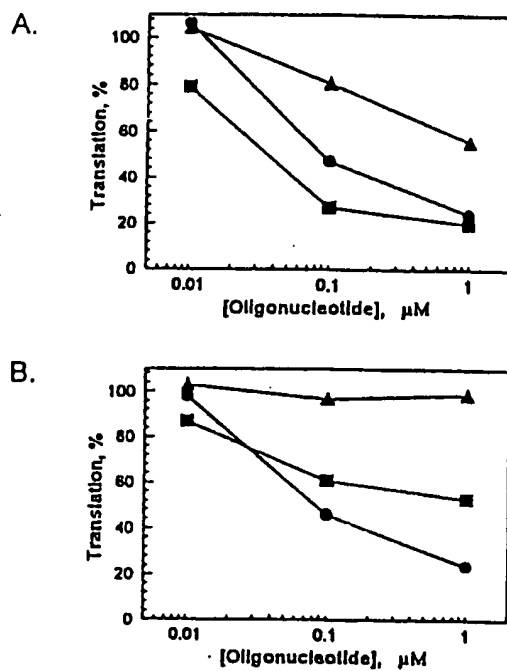 A.
100
80
60
40
20
0
Translation, %
0.01 0.1 1
[Oligonucleotide], μM
B.
100
80
60
40
20
0
Translation, %
0.01 0.1 1
[Oligonucleotide], μM